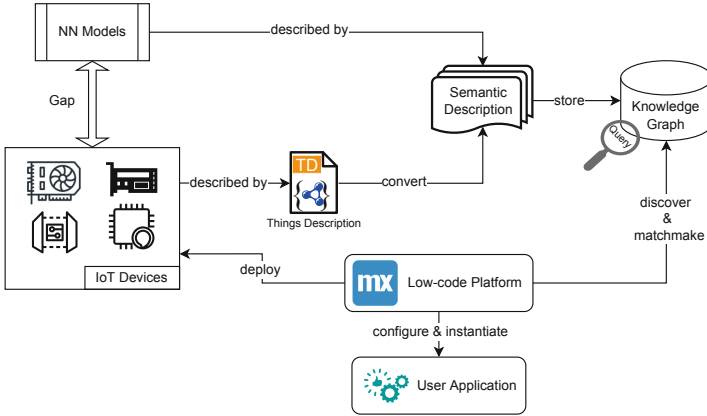 NN Models
described by
Gap
Semantic
Description
store
Knowledge
Graph
Query
described by
TD
convert
Things Description
discover
&
matchmake
IoT Devices
deploy
mx
Low-code Platform
configure & instantiate
User Application